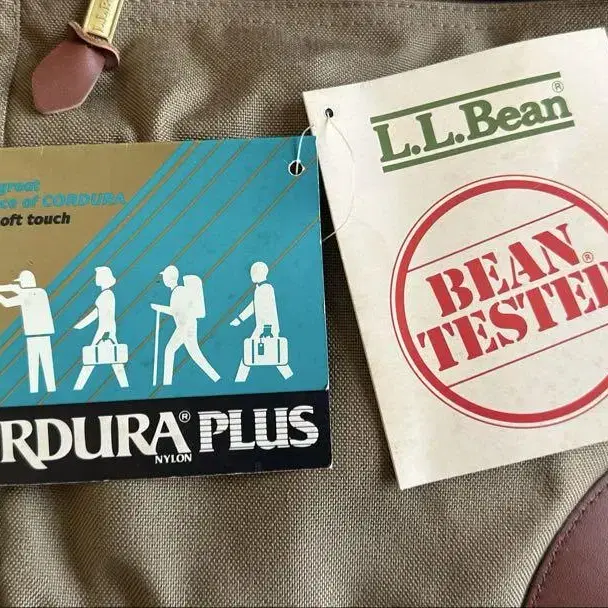 great
ce of CORDURA
oft touch
RDURA® PLUS
NYLON
L.L.Bean®
BEAN®
TESTED